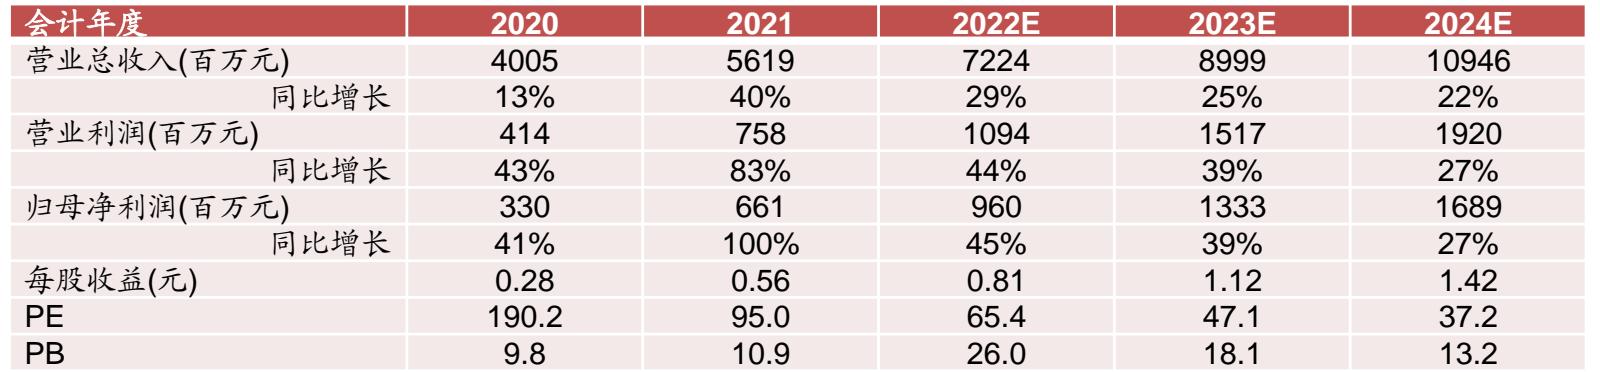 会计年度 2020 2021 2022E 2023E 2024E
营业总收入(百万元) 4005 5619 7224 8999 10946
同比增长 13% 40% 29% 25% 22%
营业利润(百万元) 414 758 1094 1517 1920
同比增长 43% 83% 44% 39% 27%
归母净利润(百万元) 330 661 960 1333 1689
同比增长 41% 100% 45% 39% 27%
每股收益(元) 0.28 0.56 0.81 1.12 1.42
PE 190.2 95.0 65.4 47.1 37.2
PB 9.8 10.9 26.0 18.1 13.2